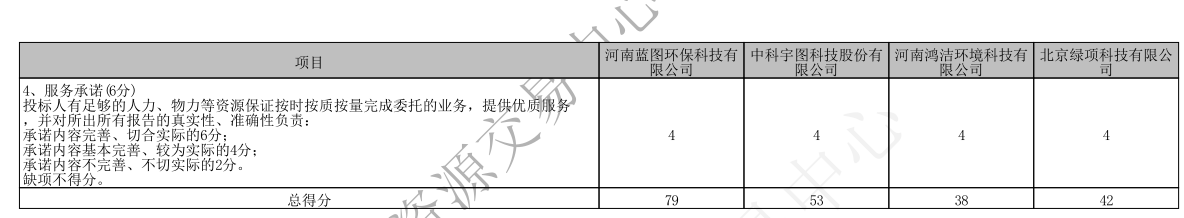 项目
河南蓝图环保科技有
限公司
中科宇图科技股份有
限公司
河南鸿洁环境科技有
限公司
北京绿项科技有限公
司
4、服务承诺(6分)
投标人有足够的人力、物力等资源保证按时按质按量完成委托的业务，提供优质服务
，并对所出所有报告的真实性、准确性负责：
承诺内容完善、切合实际的6分；
承诺内容基本完善、较为实际的4分；
承诺内容不完善、不切实际的2分。
缺项不得分。
4
4
4
4
总得分
79
53
38
42
资源交易中心
中心